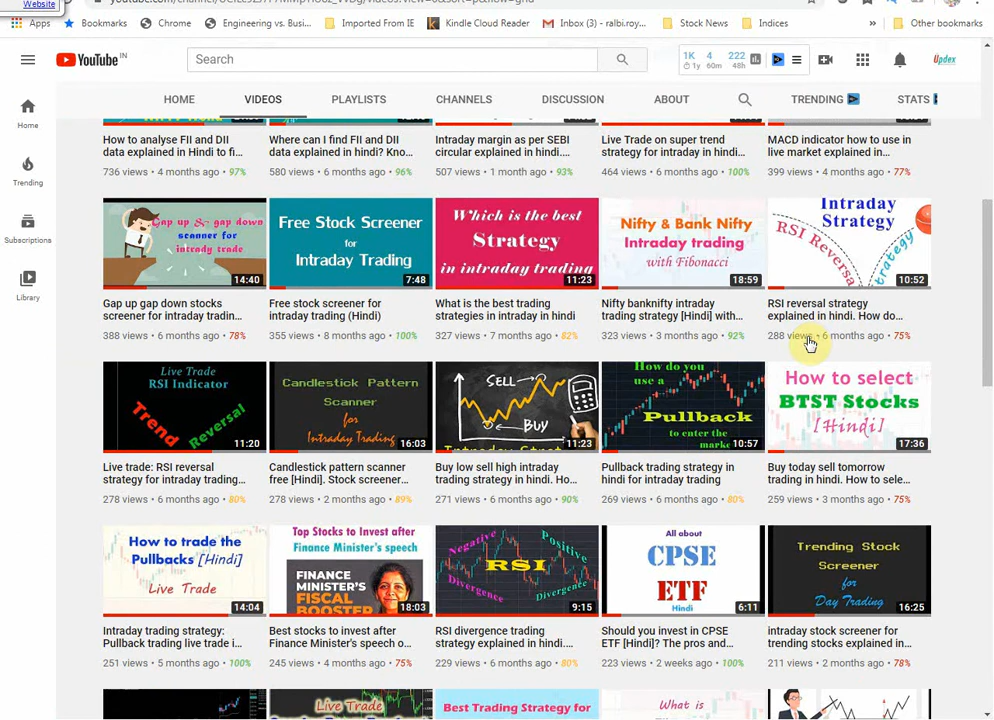 Website
Apps
Bookmarks
Chrome
Engineering vs. Busi...
Imported From IE
Kindle Cloud Reader
Inbox (3) - ralbi.roy...
Stock News
Indices
»
Other bookmarks
YouTube IN
Search
1K 4 222
1y 60m 48h
Updex
HOME
VIDEOS
PLAYLISTS
CHANNELS
DISCUSSION
ABOUT
TRENDING
STATS
Home
Trending
Subscriptions
Library
How to analyse FII and DII
data explained in Hindi to fi...
736 views • 4 months ago • 97%
Where can I find FII and DII
data explained in hindi? Kno...
580 views • 6 months ago • 96%
Intraday margin as per SEBI
circular explained in hindi....
507 views • 1 month ago • 93%
Live Trade on super trend
strategy for intraday in hindi...
464 views • 6 months ago • 100%
MACD indicator how to use in
live market explained in...
399 views • 4 months ago • 77%
Gap up & gap down
scanner for
intrady trade
14:40
Gap up gap down stocks
screener for intraday tradin...
388 views • 6 months ago • 78%
Free Stock Screener
for
Intraday Trading
7:48
Free stock screener for
intraday trading (Hindi)
355 views • 8 months ago • 100%
Which is the best
Strategy
in intraday trading
11:23
What is the best trading
strategies in intraday in hindi
327 views • 7 months ago • 82%
Nifty & Bank Nifty
Intraday trading
with Fibonacci
18:59
Nifty banknifty intraday
trading strategy [Hindi] with...
323 views • 3 months ago • 92%
Intraday
Strategy
RSI Reversa
strategy
10:52
RSI reversal strategy
explained in hindi. How do...
288 views • 6 months ago • 75%
Live Trade
RSI Indicator
Trend
Reversal
11:20
Live trade: RSI reversal
strategy for intraday trading...
278 views • 6 months ago • 80%
Candlestick Pattern
Scanner
for
Intraday Trading
16:03
Candlestick pattern scanner
free [Hindi]. Stock screener...
278 views • 2 months ago • 89%
SELL
BUY
11:23
Buy low sell high intraday
trading strategy in hindi. Ho...
271 views • 6 months ago • 90%
How do you
use a
Pullback
to enter the
marke
10:57
Pullback trading strategy in
hindi for intraday trading
269 views • 6 months ago • 80%
How to select
BTST Stocks
[Hindi]
17:36
Buy today sell tomorrow
trading in hindi. How to sele...
259 views • 3 months ago • 75%
How to trade the
Pullbacks [Hindi]
Live Trade
14:04
Intraday trading strategy:
Pullback trading live trade i...
251 views • 5 months ago • 100%
Top Stocks to Invest after
Finance Minister's speech
FINANCE
MINISTER'S
FISCAL
BOOSTER
18:03
Best stocks to invest after
Finance Minister's speech o...
245 views • 4 months ago • 75%
Negative
Divergence
RSI
Positive
Divergence
9:15
RSI divergence trading
strategy explained in hindi....
229 views • 6 months ago • 80%
All about
CPSE
ETF
Hindi
6:11
Should you invest in CPSE
ETF [Hindi]? The pros and...
223 views • 2 weeks ago • 100%
Trending Stock
Screener
for
Day Trading
16:25
intraday stock screener for
trending stocks explained in...
211 views • 2 months ago • 78%
Live Trade
Best Trading Strategy for
What is